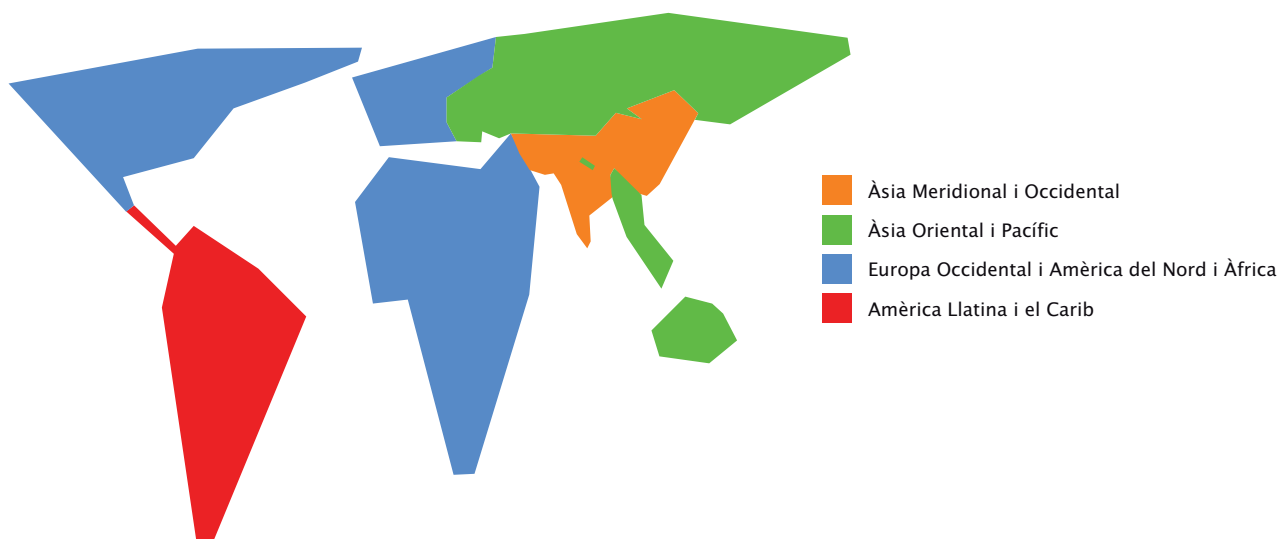 Àsia Meridional i Occidental
Àsia Oriental i Pacífic
Europa Occidental i Amèrica del Nord i Àfrica
Amèrica Llatina i el Carib